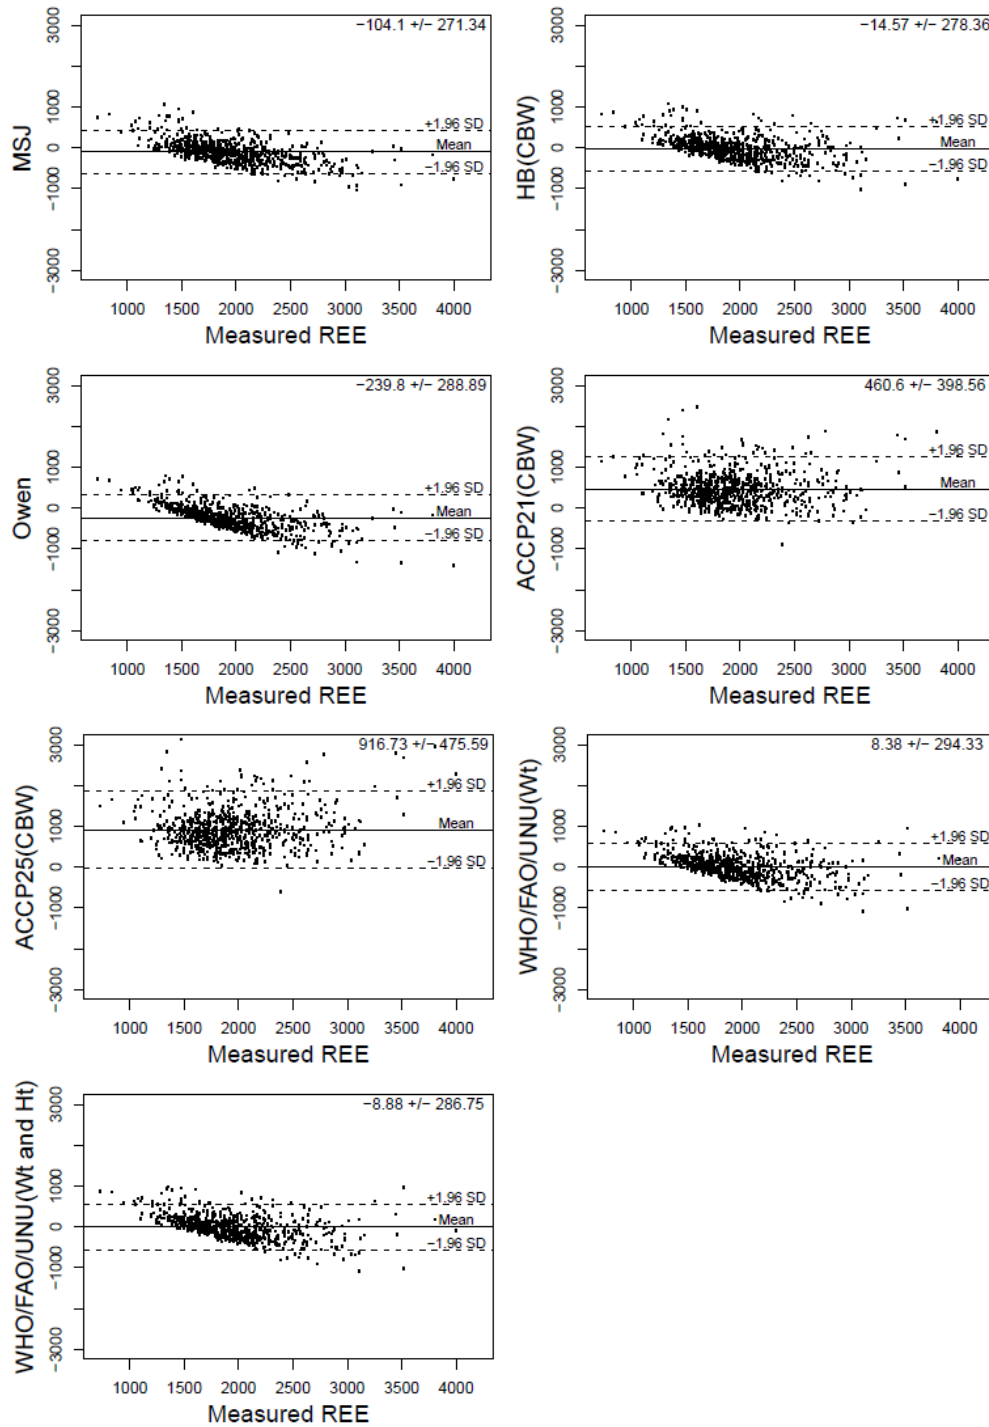 −104.1 +/− 271.34
MSJ
3000
1000
0
−1000
−3000
+1.96 SD
Mean
−1.96 SD
1000 1500 2000 2500 3000 3500 4000
Measured REE
−14.57 +/− 278.36
HB(CBW)
3000
1000
0
−1000
−3000
+1.96 SD
Mean
−1.96 SD
1000 1500 2000 2500 3000 3500 4000
Measured REE
−239.8 +/− 288.89
Owen
3000
1000
0
−1000
−3000
+1.96 SD
Mean
−1.96 SD
1000 1500 2000 2500 3000 3500 4000
Measured REE
460.6 +/− 398.56
ACCP21(CBW)
3000
1000
0
−1000
−3000
+1.96 SD
Mean
−1.96 SD
1000 1500 2000 2500 3000 3500 4000
Measured REE
916.73 +/− 475.59
ACCP25(CBW)
3000
1000
0
−1000
−3000
+1.96 SD
Mean
−1.96 SD
1000 1500 2000 2500 3000 3500 4000
Measured REE
8.38 +/− 294.33
WHO/FAO/UNU(Wt)
3000
1000
0
−1000
−3000
+1.96 SD
Mean
−1.96 SD
1000 1500 2000 2500 3000 3500 4000
Measured REE
−8.88 +/− 286.75
WHO/FAO/UNU(Wt and Ht)
3000
1000
0
−1000
−3000
+1.96 SD
Mean
−1.96 SD
1000 1500 2000 2500 3000 3500 4000
Measured REE